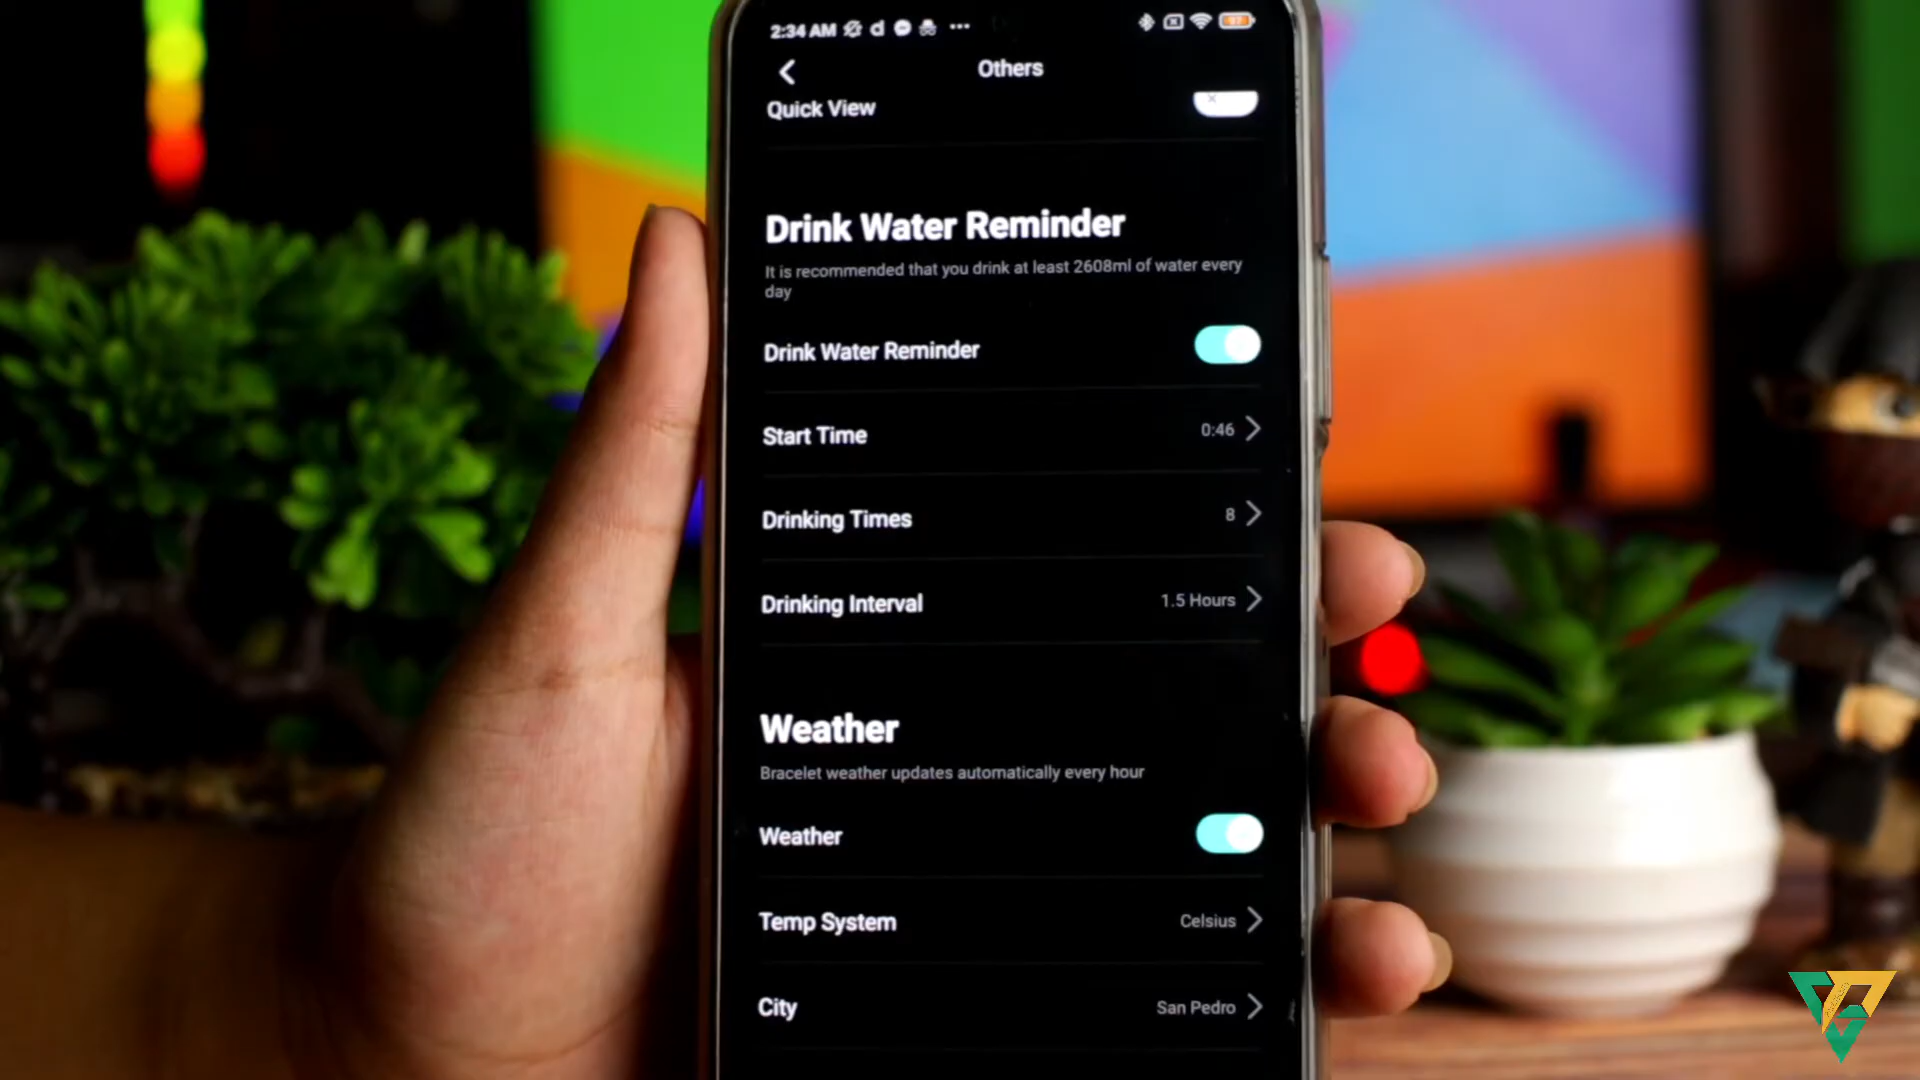 2:34 AM d
97
Others
Quick View
Drink Water Reminder
It is recommended that you drink at least 2608ml of water every
day
Drink Water Reminder
Start Time 0:46
Drinking Times 8
Drinking Interval 1.5 Hours
Weather
Bracelet weather updates automatically every hour
Weather
Temp System Celsius
City San Pedro